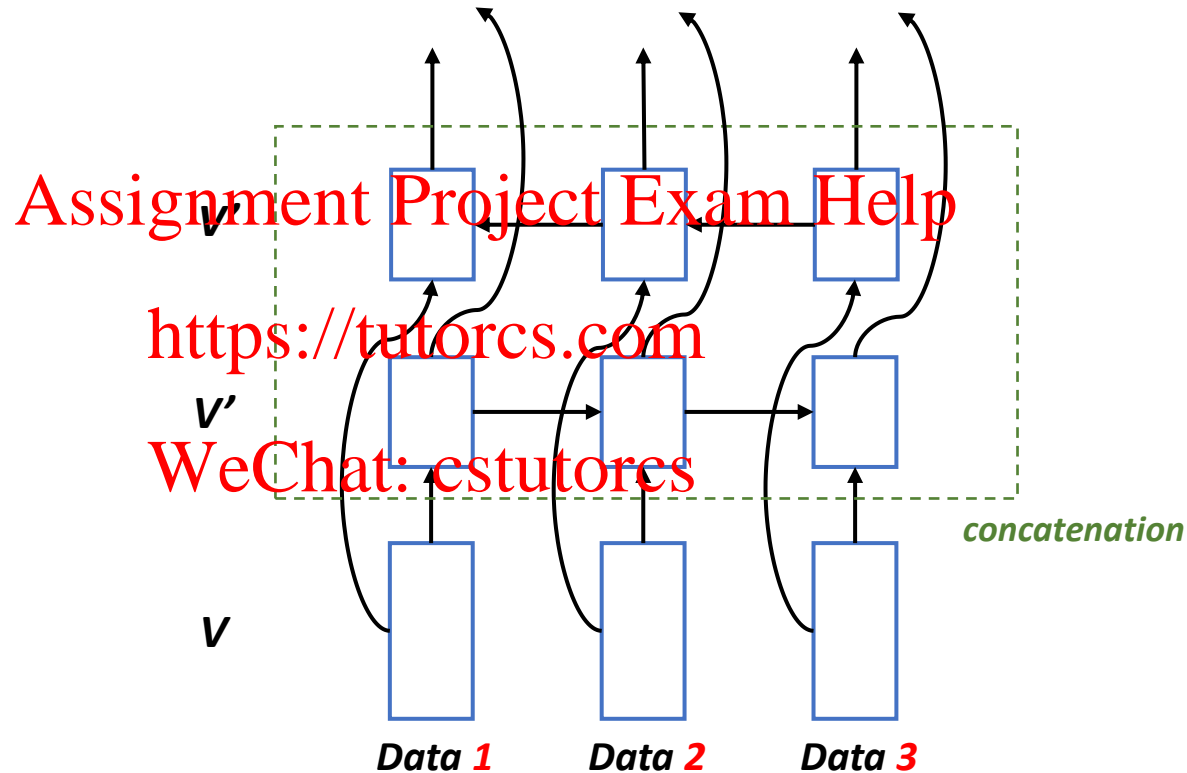 Assignment Project Exam Help
V'
https://tutorcs.com
V'
WeChat: cstutorcs
concatenation
V
Data 1 Data 2 Data 3